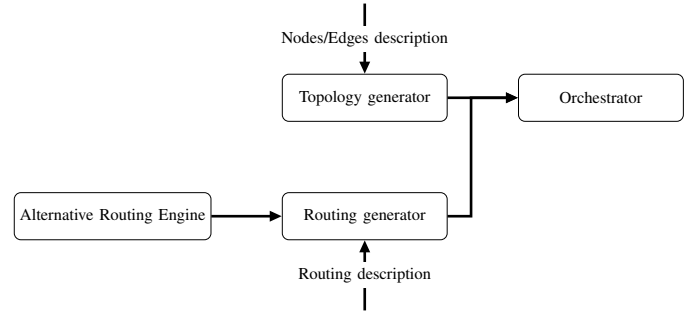 Nodes/Edges description
Topology generator
Orchestrator
Alternative Routing Engine
Routing generator
Routing description